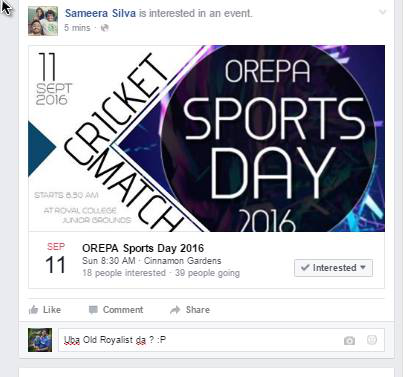 Sameera Silva is interested in an event.
5 mins ·
11
SEPT
2016
CRICKET
MATCH
STARTS 8.30 AM
AT ROYAL COLLEGE
JUNIOR GROUNDS
OREPA
SPORTS
DAY
2016
SEP
11
OREPA Sports Day 2016
Sun 8:30 AM · Cinnamon Gardens
18 people interested · 39 people going
Interested
Like Comment Share
Uba Old Royalist da ? :P